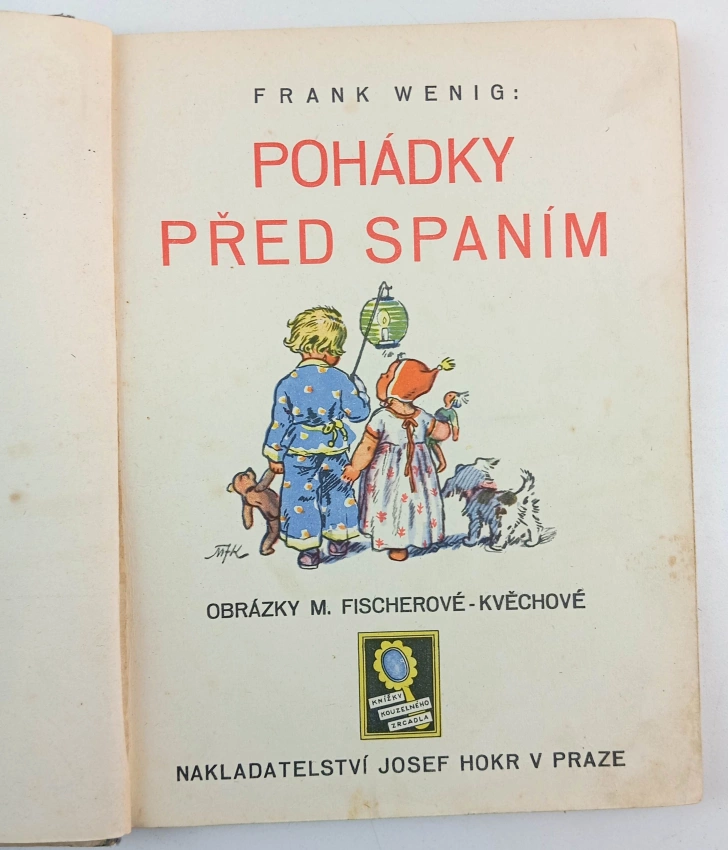 FRANK WENIG:
POHÁDKY
PŘED SPANÍM
MFK
OBRÁZKY M. FISCHEROVÉ-KVĚCHOVÉ
KNÍŽKY
KOUZELNÉHO
ZRCADLA
NAKLADATELSTVÍ JOSEF HOKR V PRAZE